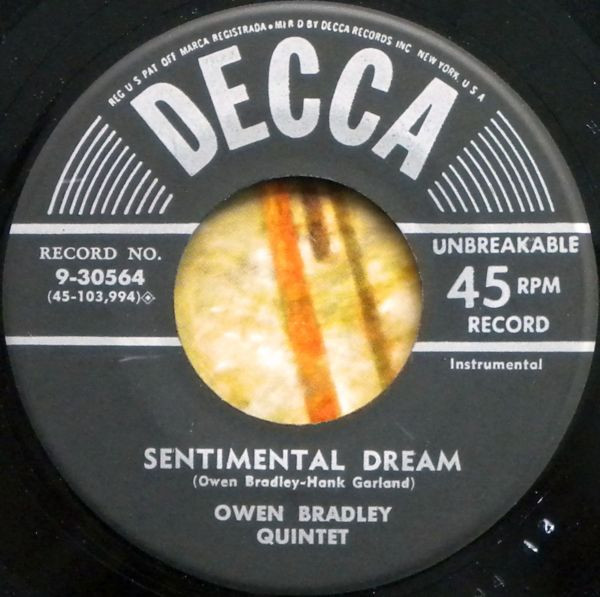 REG U S PAT OFF MARCA REGISTRADA • M'F'R D BY DECCA RECORDS INC NEW YORK, U S A
DECCA
RECORD NO.
9-30564
(45-103,994)
UNBREAKABLE
45 RPM
RECORD
Instrumental
SENTIMENTAL DREAM
(Owen Bradley-Hank Garland)
OWEN BRADLEY
QUINTET